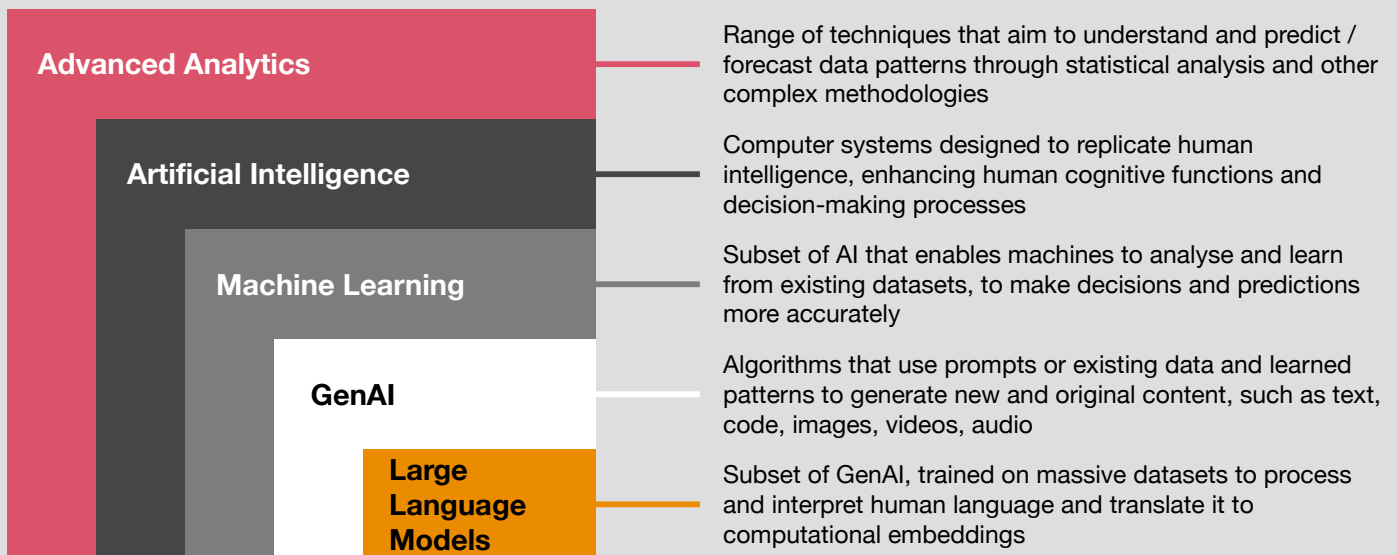 Advanced Analytics
Range of techniques that aim to understand and predict /
forecast data patterns through statistical analysis and other
complex methodologies
Artificial Intelligence
Computer systems designed to replicate human
intelligence, enhancing human cognitive functions and
decision-making processes
Machine Learning
Subset of AI that enables machines to analyse and learn
from existing datasets, to make decisions and predictions
more accurately
GenAI
Algorithms that use prompts or existing data and learned
patterns to generate new and original content, such as text,
code, images, videos, audio
Large
Language
Models
Subset of GenAI, trained on massive datasets to process
and interpret human language and translate it to
computational embeddings